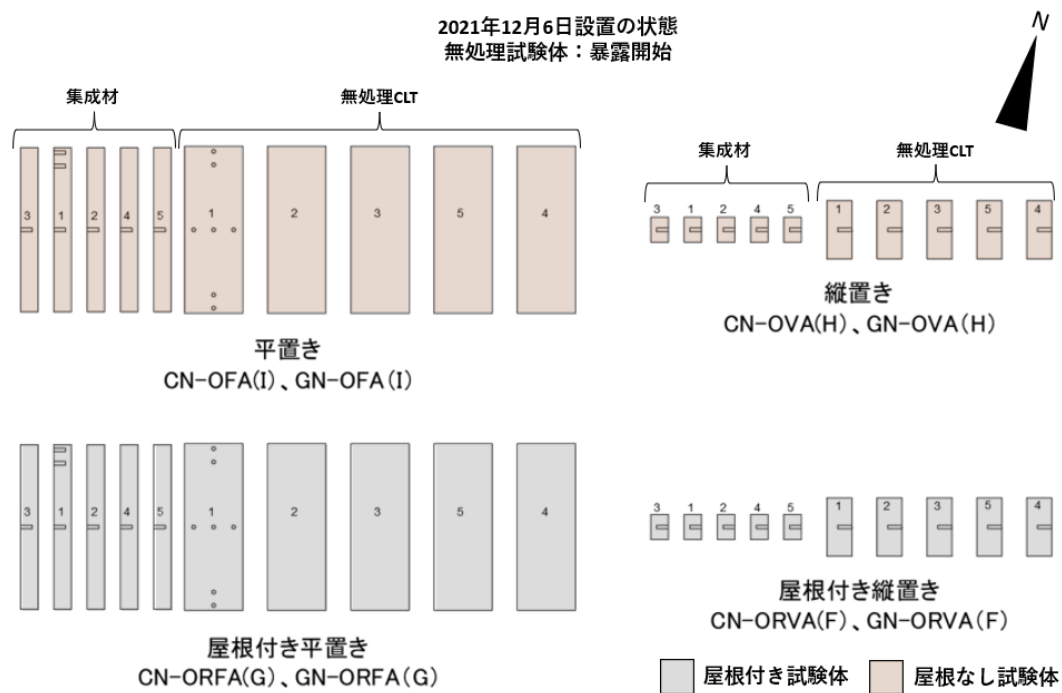 2021年12月6日設置の状態
無処理試験体：暴露開始
N
集成材
無処理CLT
3 1 2 4 5 1 2 3 5 4
平置き
CN-OFA(I)、GN-OFA(I)
集成材
無処理CLT
3 1 2 4 5 1 2 3 5 4
縦置き
CN-OVA(H)、GN-OVA(H)
3 1 2 4 5 1 2 3 5 4
屋根付き平置き
CN-ORFA(G)、GN-ORFA(G)
3 1 2 4 5 1 2 3 5 4
屋根付き縦置き
CN-ORVA(F)、GN-ORVA(F)
屋根付き試験体 屋根なし試験体